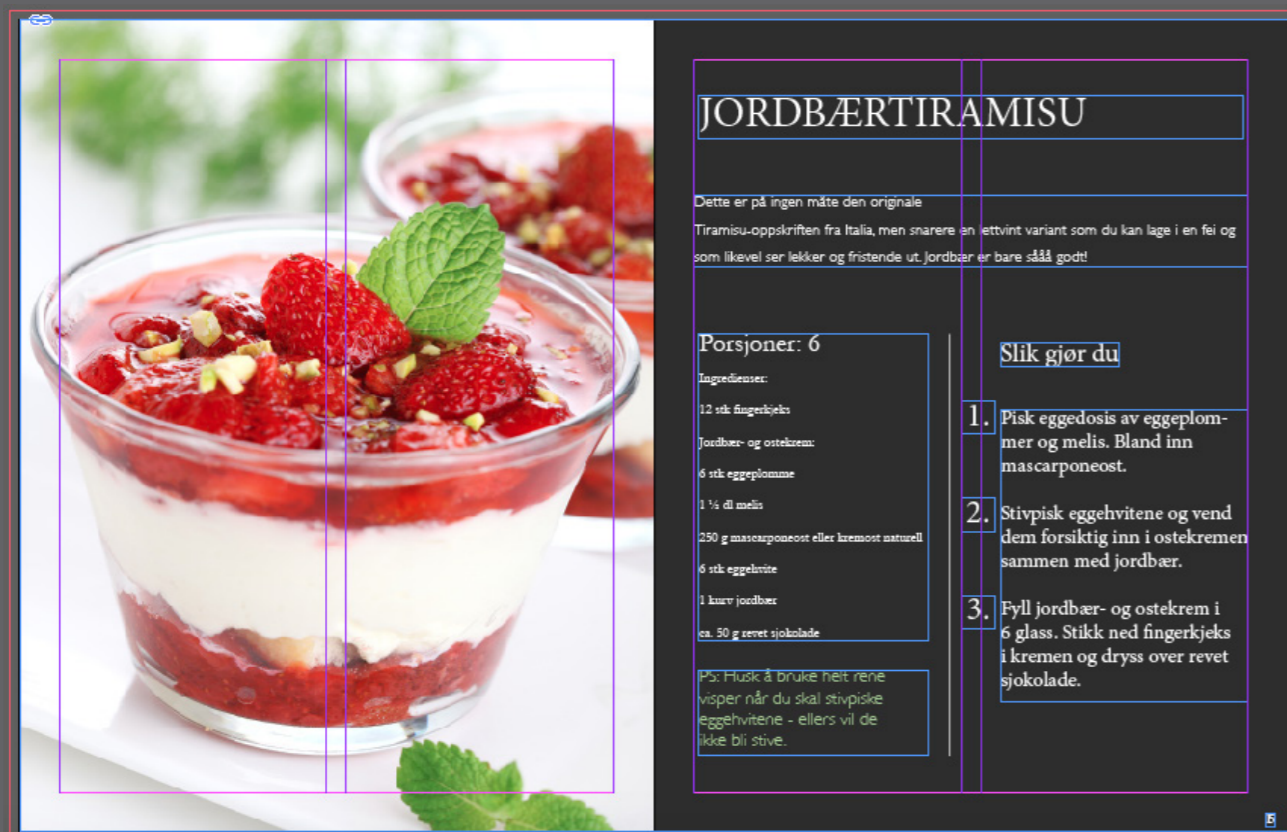 JORDBÆRTIRAMISU
Dette er på ingen måte den originale
Tiramisu-oppskriften fra Italia, men snarere en lettvint variant som du kan lage i en fei og
som likevel ser lekker og fristende ut. Jordbær er bare sååå godt!
Porsjoner: 6
Ingredienser:
12 stk fingerkjeks
Jordbær- og ostekrem:
6 stk eggeplomme
1 ½ dl melis
250 g mascarponeost eller kremost naturell
6 stk eggehvite
1 kurv jordbær
ca. 50 g revet sjokolade
PS: Husk å bruke helt rene
visper når du skal stivpiske
eggehvitene - ellers vil de
ikke bli stive.
Slik gjør du
1. Pisk eggedosis av eggeplom-
mer og melis. Bland inn
mascarponeost.
2. Stivpisk eggehvitene og vend
dem forsiktig inn i ostekremen
sammen med jordbær.
3. Fyll jordbær- og ostekrem i
6 glass. Stikk ned fingerkjeks
i kremen og dryss over revet
sjokolade.